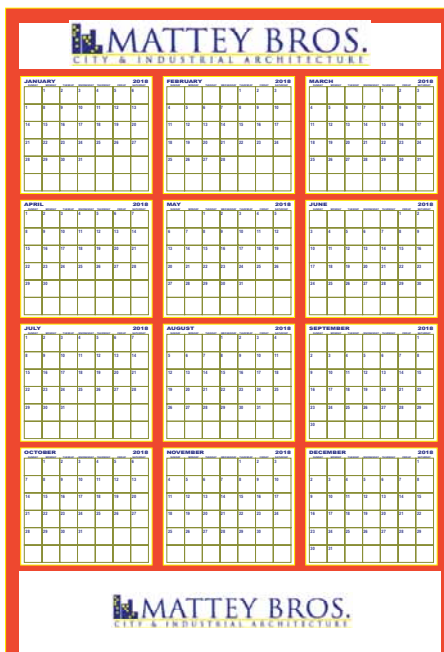 MATTEY BROS.
CITY & INDUSTRIAL ARCHITECTURE
JANUARY 2018
1 2 3 4 5 6
7 8 9 10 11 12 13
14 15 16 17 18 19 20
21 22 23 24 25 26 27
28 29 30 31
FEBRUARY 2018
1 2 3
4 5 6 7 8 9 10
11 12 13 14 15 16 17
18 19 20 21 22 23 24
25 26 27 28
MARCH 2018
1 2 3
4 5 6 7 8 9 10
11 12 13 14 15 16 17
18 19 20 21 22 23 24
25 26 27 28 29 30 31
APRIL 2018
1 2 3 4 5 6 7
8 9 10 11 12 13 14
15 16 17 18 19 20 21
22 23 24 25 26 27 28
29 30
MAY 2018
1 2 3 4 5
6 7 8 9 10 11 12
13 14 15 16 17 18 19
20 21 22 23 24 25 26
27 28 29 30 31
JUNE 2018
1 2
3 4 5 6 7 8 9
10 11 12 13 14 15 16
17 18 19 20 21 22 23
24 25 26 27 28 29 30
JULY 2018
1 2 3 4 5 6 7
8 9 10 11 12 13 14
15 16 17 18 19 20 21
22 23 24 25 26 27 28
29 30 31
AUGUST 2018
1 2 3 4
5 6 7 8 9 10 11
12 13 14 15 16 17 18
19 20 21 22 23 24 25
26 27 28 29 30 31
SEPTEMBER 2018
1
2 3 4 5 6 7 8
9 10 11 12 13 14 15
16 17 18 19 20 21 22
23 24 25 26 27 28 29
30
OCTOBER 2018
1 2 3 4 5 6
7 8 9 10 11 12 13
14 15 16 17 18 19 20
21 22 23 24 25 26 27
28 29 30 31
NOVEMBER 2018
1 2 3
4 5 6 7 8 9 10
11 12 13 14 15 16 17
18 19 20 21 22 23 24
25 26 27 28 29 30
DECEMBER 2018
1
2 3 4 5 6 7 8
9 10 11 12 13 14 15
16 17 18 19 20 21 22
23 24 25 26 27 28 29
30 31
MATTEY BROS.
CITY & INDUSTRIAL ARCHITECTURE